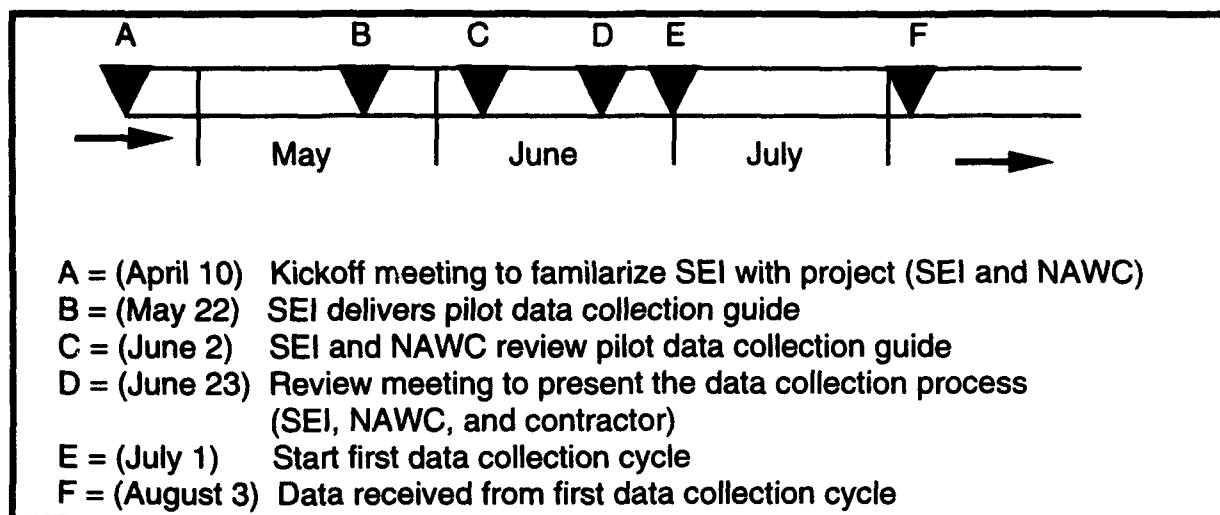 A B C D E F
May June July
A = (April 10) Kickoff meeting to familarize SEI with project (SEI and NAWC)
B = (May 22) SEI delivers pilot data collection guide
C = (June 2) SEI and NAWC review pilot data collection guide
D = (June 23) Review meeting to present the data collection process
(SEI, NAWC, and contractor)
E = (July 1) Start first data collection cycle
F = (August 3) Data received from first data collection cycle